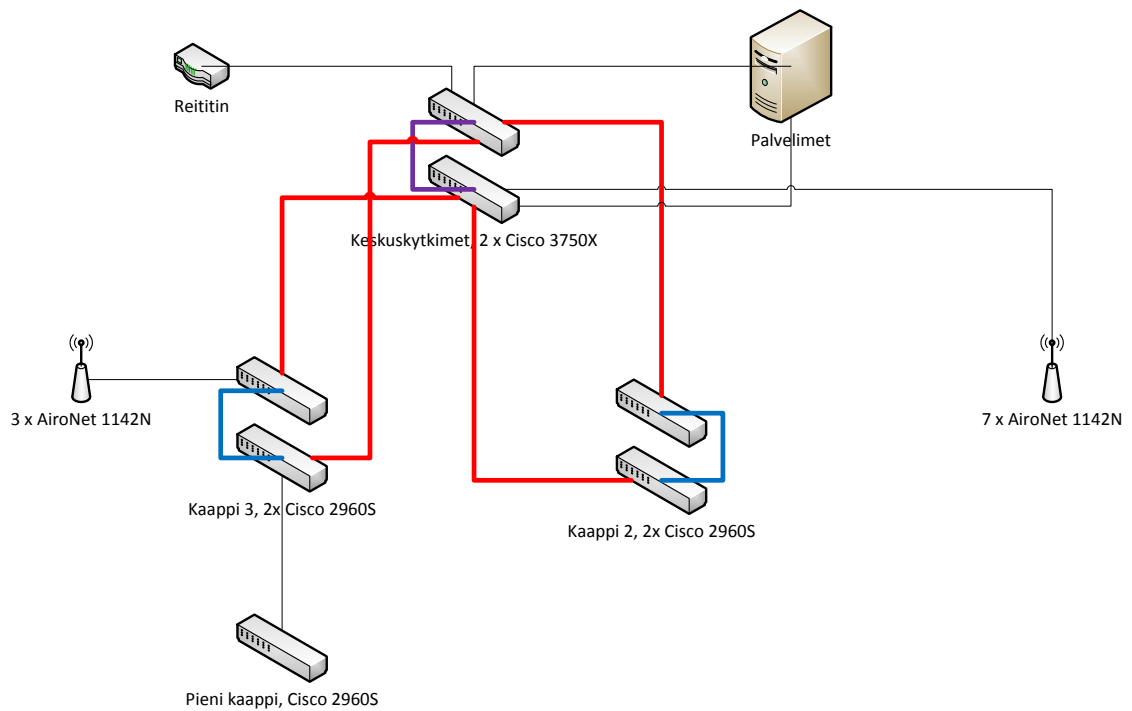 Reititin
Palvelimet
Keskuskytkimet, 2 x Cisco 3750X
3 x AiroNet 1142N
7 x AiroNet 1142N
Kaappi 3, 2x Cisco 2960S
Kaappi 2, 2x Cisco 2960S
Pieni kaappi, Cisco 2960S